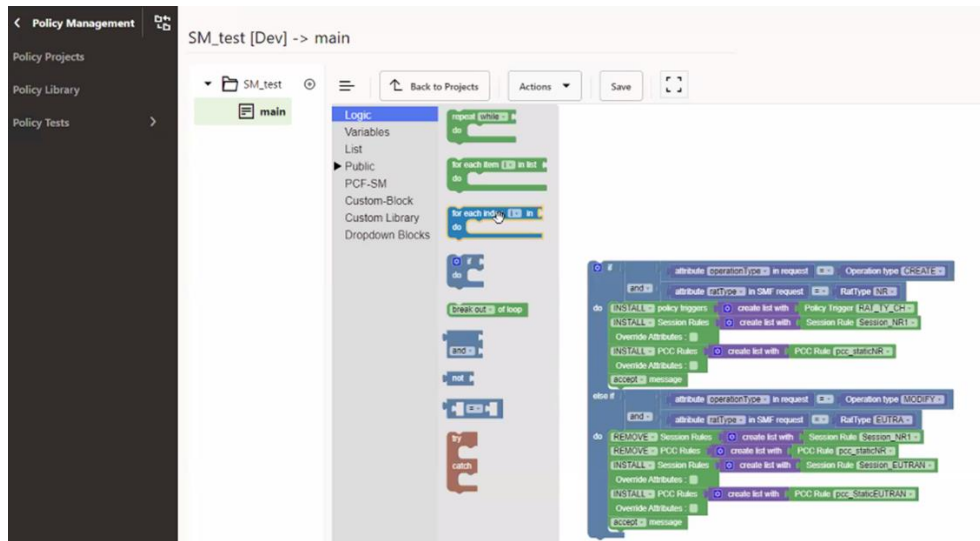 Policy Management
Policy Projects
Policy Library
Policy Tests
SM_test [Dev] -> main
SM_test
main
Back to Projects
Actions
Save
Logic
Variables
List
Public
PCF-SM
Custom-Block
Custom Library
Dropdown Blocks
repeat while
do
for each item i in list
do
for each index i in
do
if
do
break out of loop
and
not
=
try
catch
if
attribute operationType in request = Operation type CREATE
and
attribute ratType in SMF request = RatType NR
do INSTALL policy triggers create list with Policy Trigger RAT_TY_CH
INSTALL Session Rules create list with Session Rule Session_NR1
Override Attributes :
INSTALL PCC Rules create list with PCC Rule pcc_staticNR
Override Attributes :
accept message
else if
attribute operationType in request = Operation type MODIFY
and
attribute ratType in SMF request = RatType EUTRA
do REMOVE Session Rules create list with Session Rule Session_NR1
REMOVE PCC Rules create list with PCC Rule pcc_staticNR
INSTALL Session Rules create list with Session Rule Session_EUTRAN
Override Attributes :
INSTALL PCC Rules create list with PCC Rule pcc_StaticEUTRAN
Override Attributes :
accept message